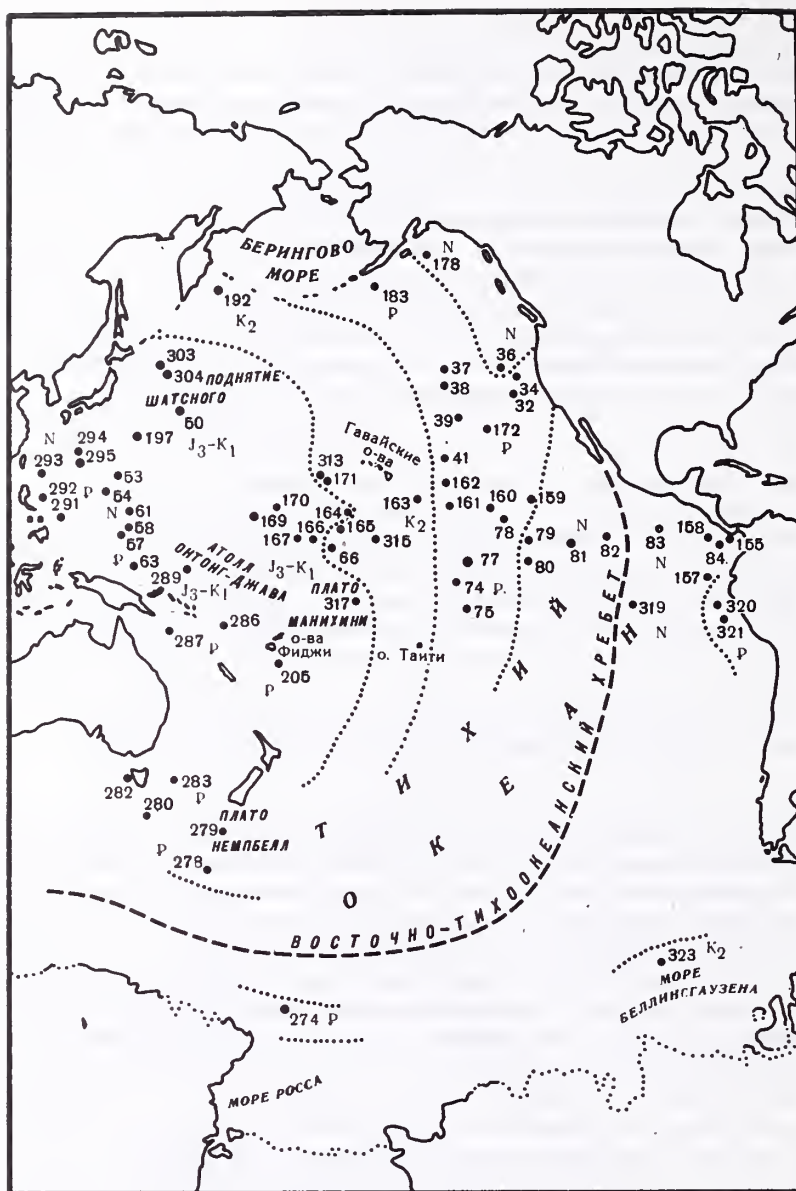 БЕРИНГОВО
МОРЕ
N
178
192
K₂
183
P
303
304 ПОДНЯТИЕ
ШАТСНОГО
50
197
J₃-K₁
N
36
37
38
34
32
39
172
P
N
294
293
295
53
292
P
54
291
N
61
58
57
P
63
Гавайские
о-ва
313
171
41
162
163
K₂
161
160
159
170
169
164
165
167
166
66
315
78
79
N
80
81
82
83
158
155
84
157
АТОЛЛ
ОНТОНГ-ДЖАВА
289
J₃-K₁
J₃-K₁
77
74
P
75
ПЛАТО
317
МАНИХИНИ
319
N
320
321
P
286
287
P
о-ва
Фиджи
205
P
о. Таити
282
283
P
280
ПЛАТО
279
НЕМПБЕЛЛ
P
278
ТИХИЙ
ОКЕАН
ВОСТОЧНО-ТИХООКЕАНСКИЙ ХРЕБЕТ
323
K₂
МОРЕ
БЕЛЛИНСГАУЗЕНА
274 P
МОРЕ РОССА